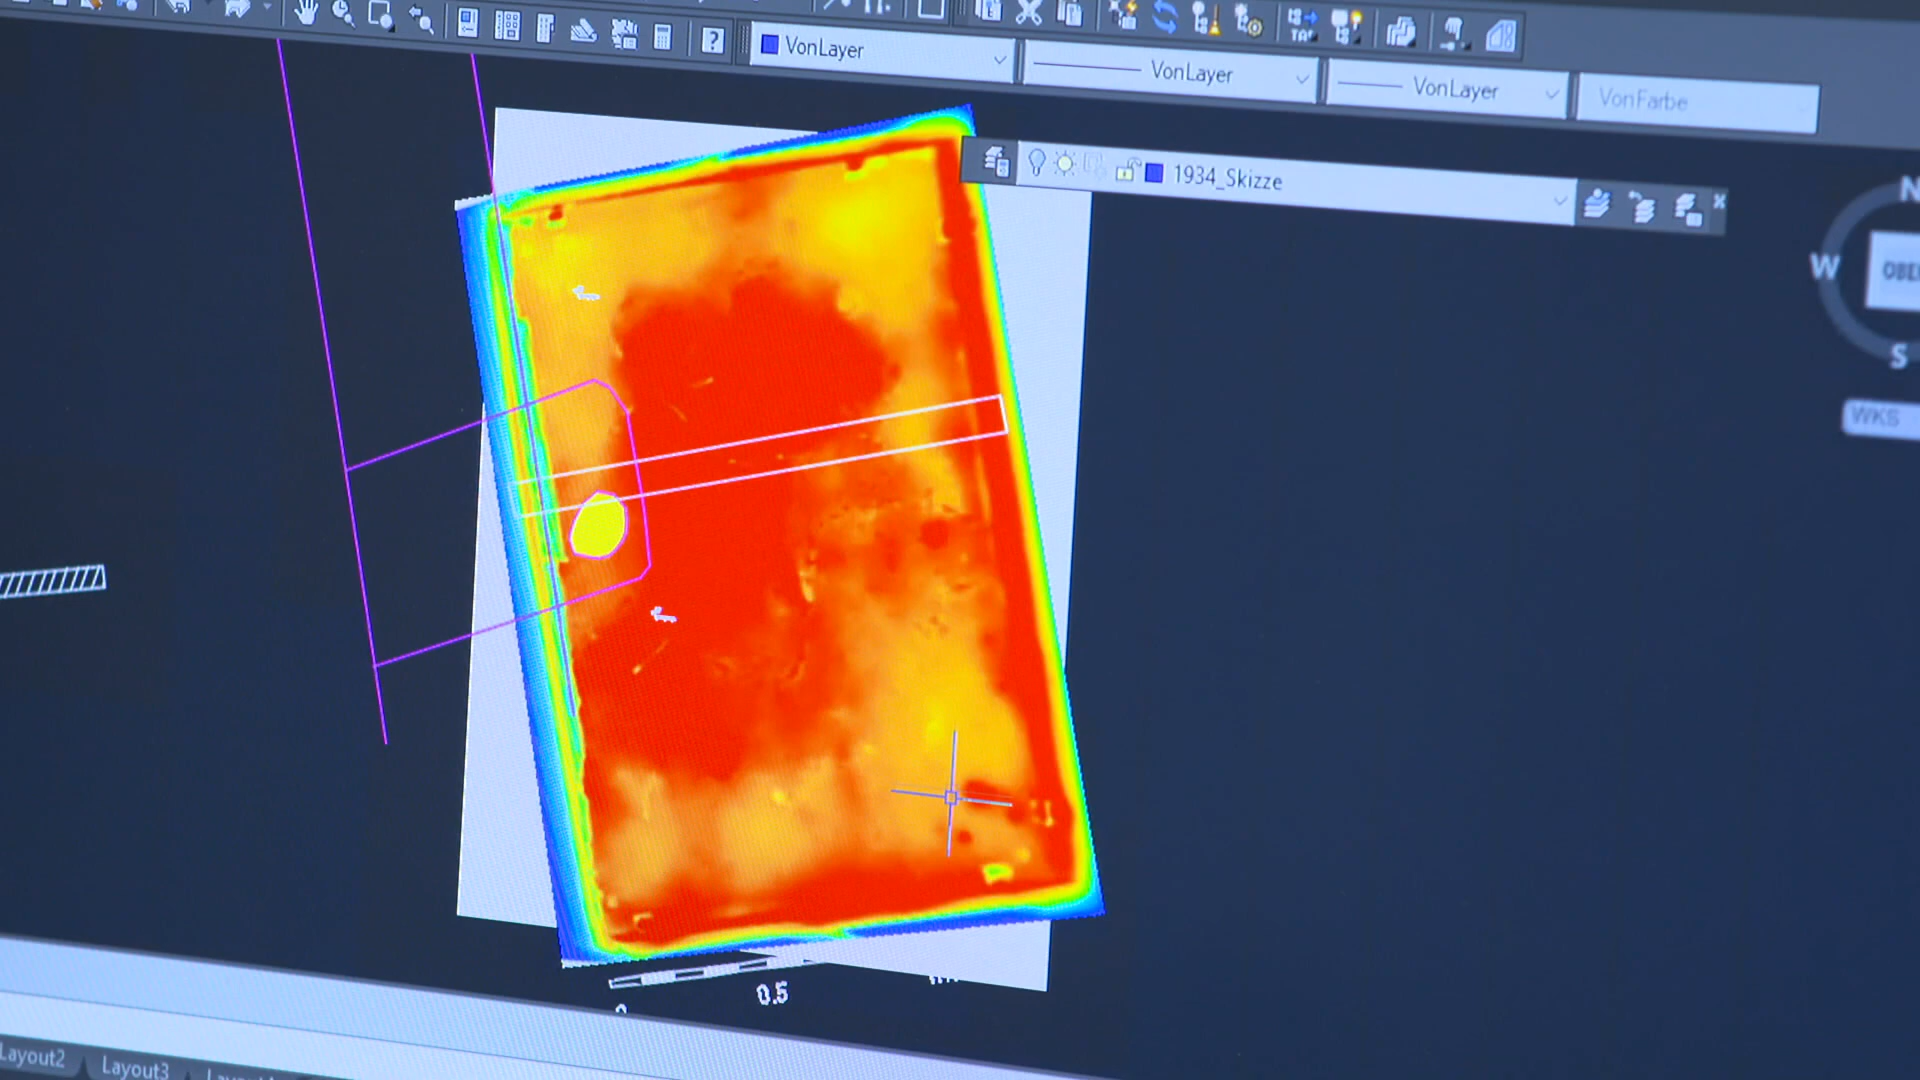 ?
VonLayer
VonLayer
VonLayer
VonFarbe
1934_Skizze
N
W
S
WKS
0.5
Layout2
Layout3